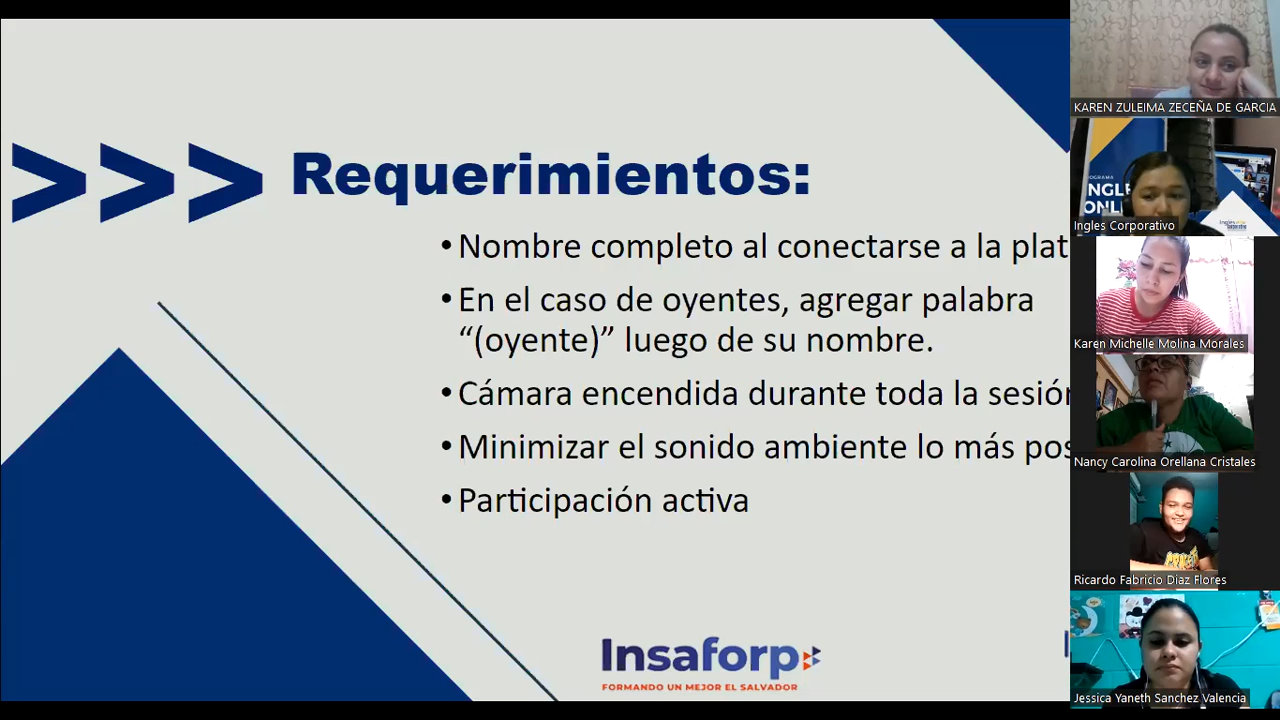 >>> Requerimientos:
• Nombre completo al conectarse a la plat
• En el caso de oyentes, agregar palabra
“(oyente)” luego de su nombre.
• Cámara encendida durante toda la sesión
• Minimizar el sonido ambiente lo más pos
• Participación activa
Insaforp
FORMANDO UN MEJOR EL SALVADOR
KAREN ZULEIMA ZECEÑA DE GARCIA
Ingles Corporativo
Karen Michelle Molina Morales
Nancy Carolina Orellana Cristales
Ricardo Fabricio Diaz Flores
Jessica Yaneth Sanchez Valencia